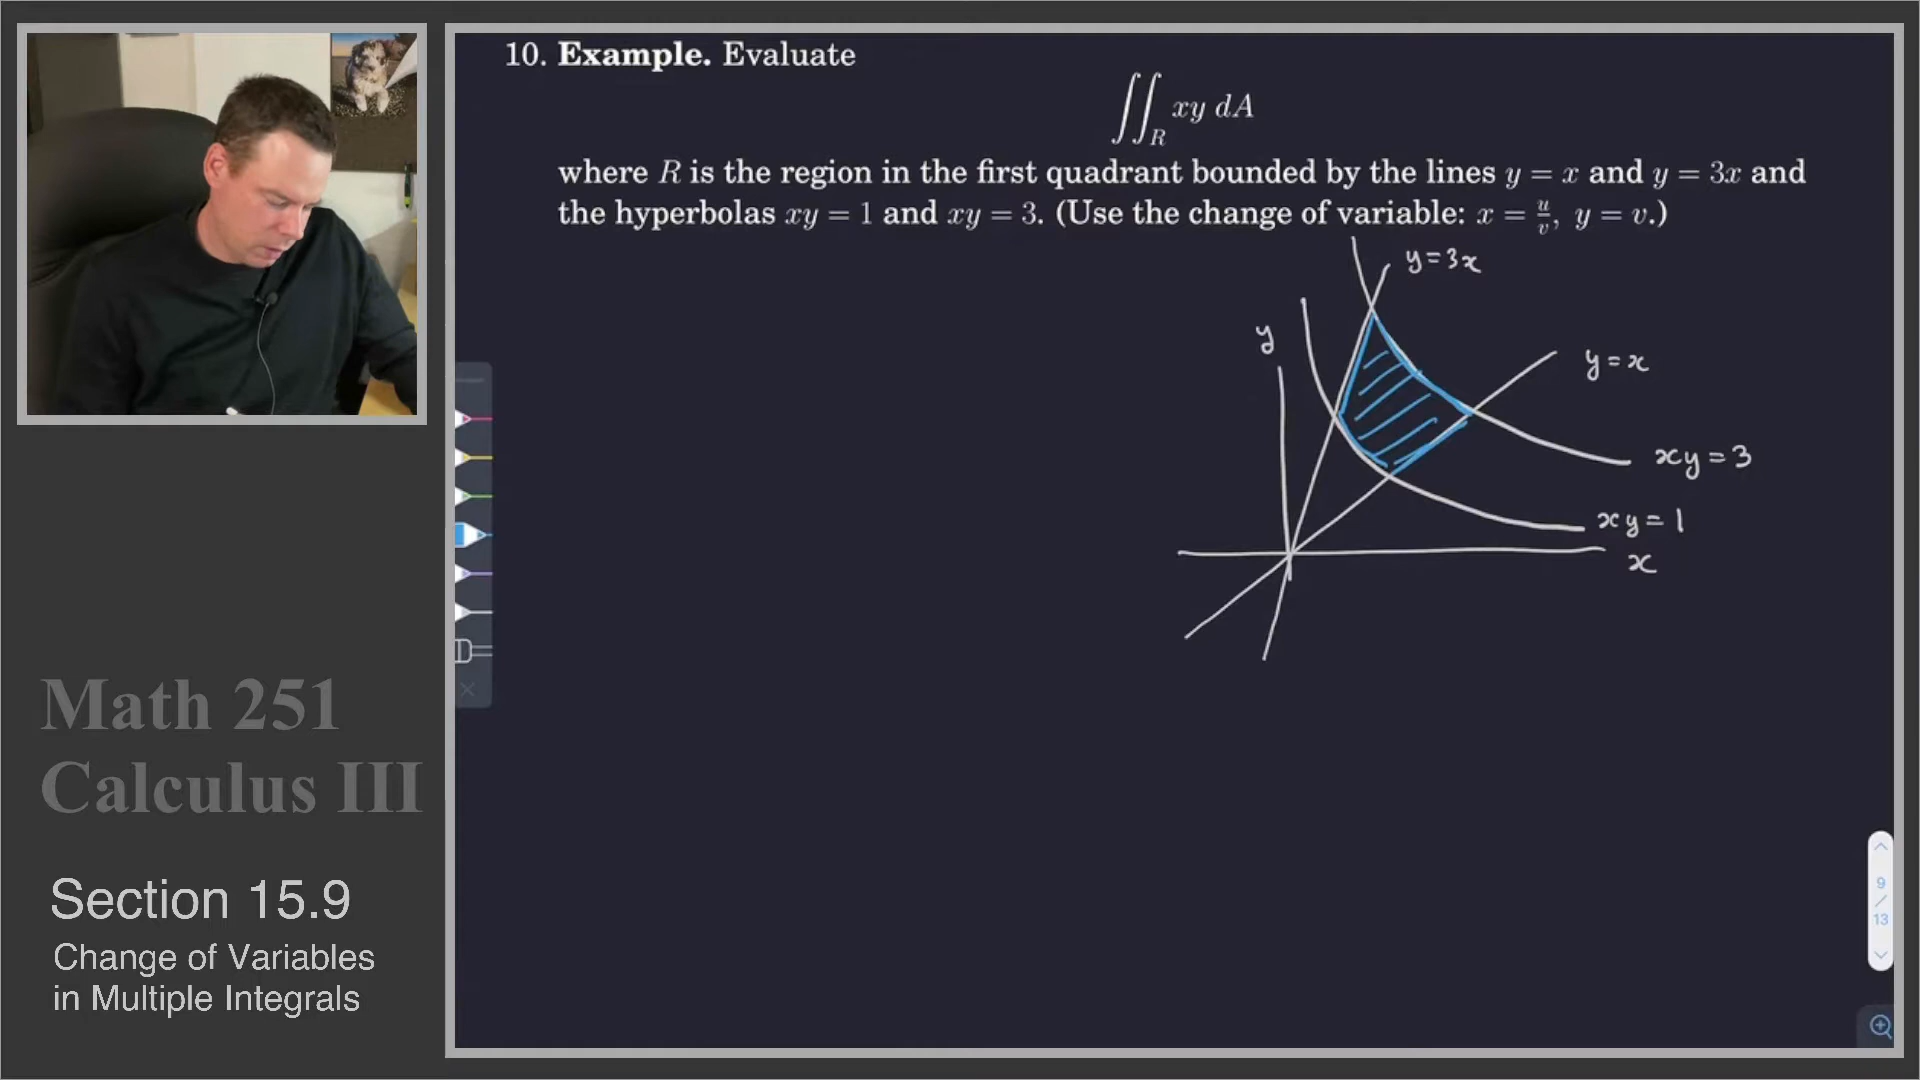 10. Example. Evaluate
∬_R xy dA
where R is the region in the first quadrant bounded by the lines y = x and y = 3x and
the hyperbolas xy = 1 and xy = 3. (Use the change of variable: x = u/v, y = v.)
y=3x
y
y=x
xy=3
xy=1
x
Math 251
Calculus III
Section 15.9
Change of Variables
in Multiple Integrals
9
/
13